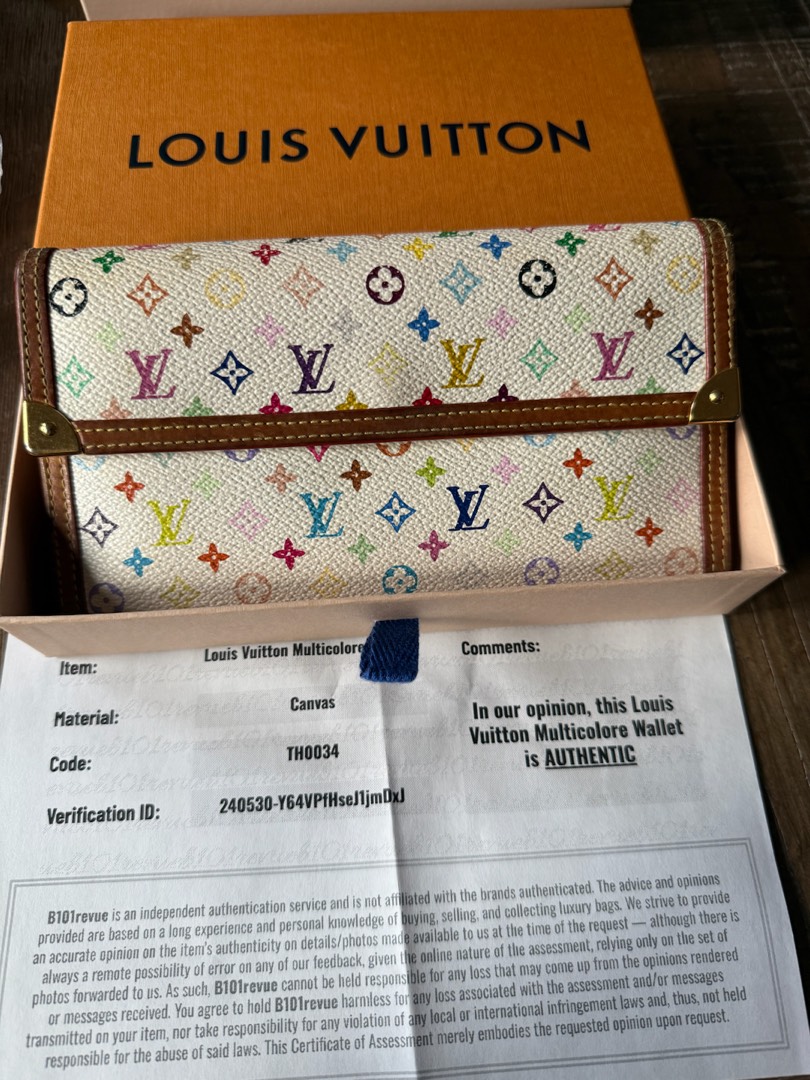 LOUIS VUITTON
Item:
Louis Vuitton Multicolore
Material:
Canvas
Code:
TH0034
Verification ID:
240530-Y64VPfHseJ1jmDxJ
Comments:
In our opinion, this Louis
Vuitton Multicolore Wallet
is AUTHENTIC
B101revue is an independent authentication service and is not affiliated with the brands authenticated. The advice and opinions
provided are based on a long experience and personal knowledge of buying, selling, and collecting luxury bags. We strive to provide
an accurate opinion on the item's authenticity on details/photos made available to us at the time of the request — although there is
always a remote possibility of error on any of our feedback, given the online nature of the assessment, relying only on the set of
photos forwarded to us. As such, B101revue cannot be held responsible for any loss that may come up from the opinions rendered
or messages received. You agree to hold B101revue harmless for any loss associated with the assessment and/or messages
transmitted on your item, nor take responsibility for any violation of any local or international infringement laws and, thus, not held
responsible for the abuse of said laws. This Certificate of Assessment merely embodies the requested opinion upon request.